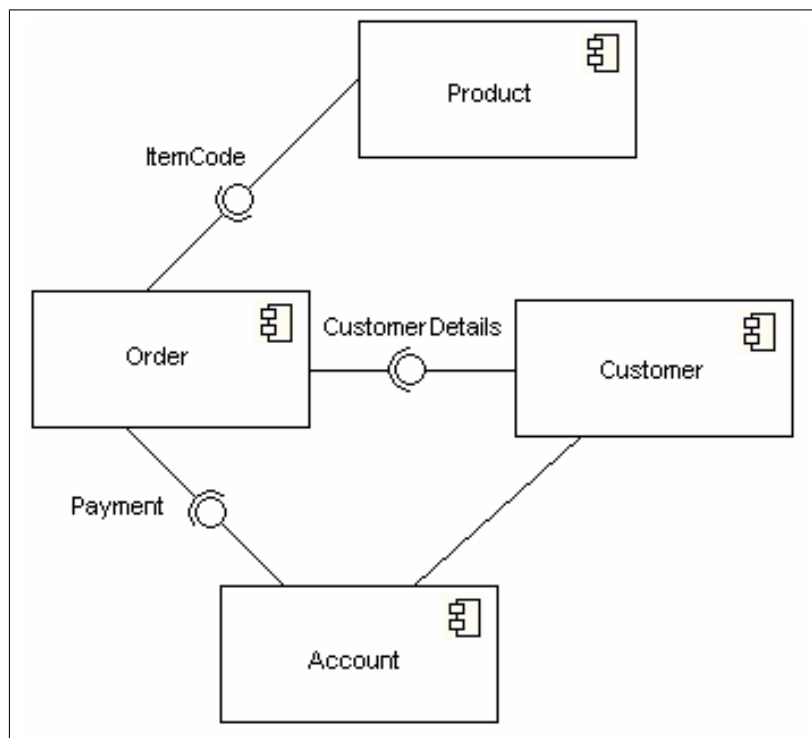 Product
ItemCode
Order
CustomerDetails
Customer
Payment
Account